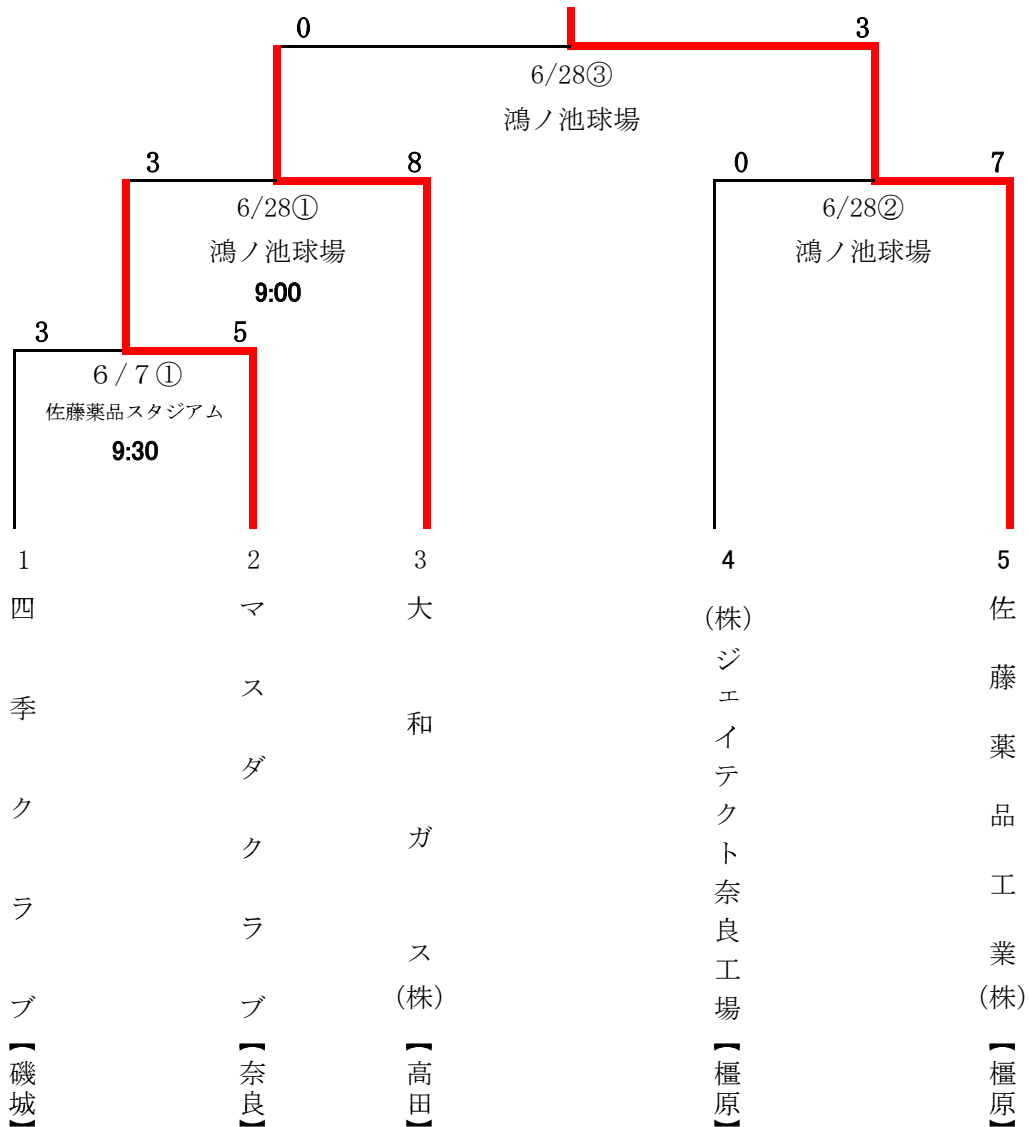 0
3
6/28③
鴻ノ池球場
3
8
0
7
6/28①
鴻ノ池球場
9:00
6/28②
鴻ノ池球場
3
5
６/７①
佐藤薬品スタジアム
9:30
1
2
3
4
5
四季クラブ【磯城】
マスダクラブ【奈良】
大和ガス(株)【高田】
(株)ジェイテクト奈良工場【橿原】
佐藤薬品工業(株)【橿原】